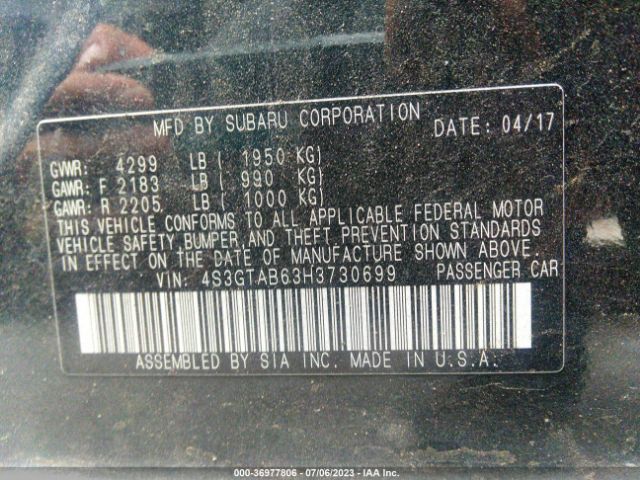 MFD BY SUBARU CORPORATION DATE: 04/17
GVWR: 4299 LB ( 1950 KG)
GAWR: F 2183 LB ( 990 KG)
GAWR: R 2205 LB ( 1000 KG)
THIS VEHICLE CONFORMS TO ALL APPLICABLE FEDERAL MOTOR
VEHICLE SAFETY, BUMPER, AND THEFT PREVENTION STANDARDS
IN EFFECT ON THE DATE OF MANUFACTURE SHOWN ABOVE.
VIN: 4S3GTAB63H3730699 PASSENGER CAR
ASSEMBLED BY SIA INC. MADE IN U.S.A.
000-36977806 - 07/06/2023 - IAA Inc.